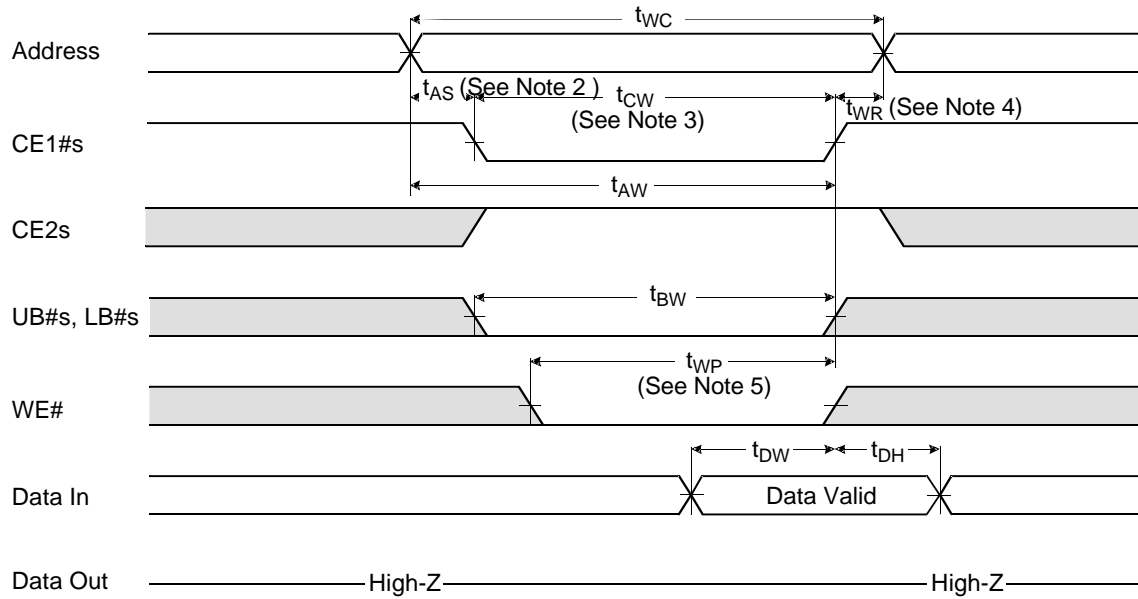 tWC
Address
tAS (See Note 2 )
tCW
(See Note 3)
tWR (See Note 4)
CE1#s
tAW
CE2s
tBW
UB#s, LB#s
tWP
(See Note 5)
WE#
tDW
tDH
Data In
Data Valid
Data Out
High-Z
High-Z